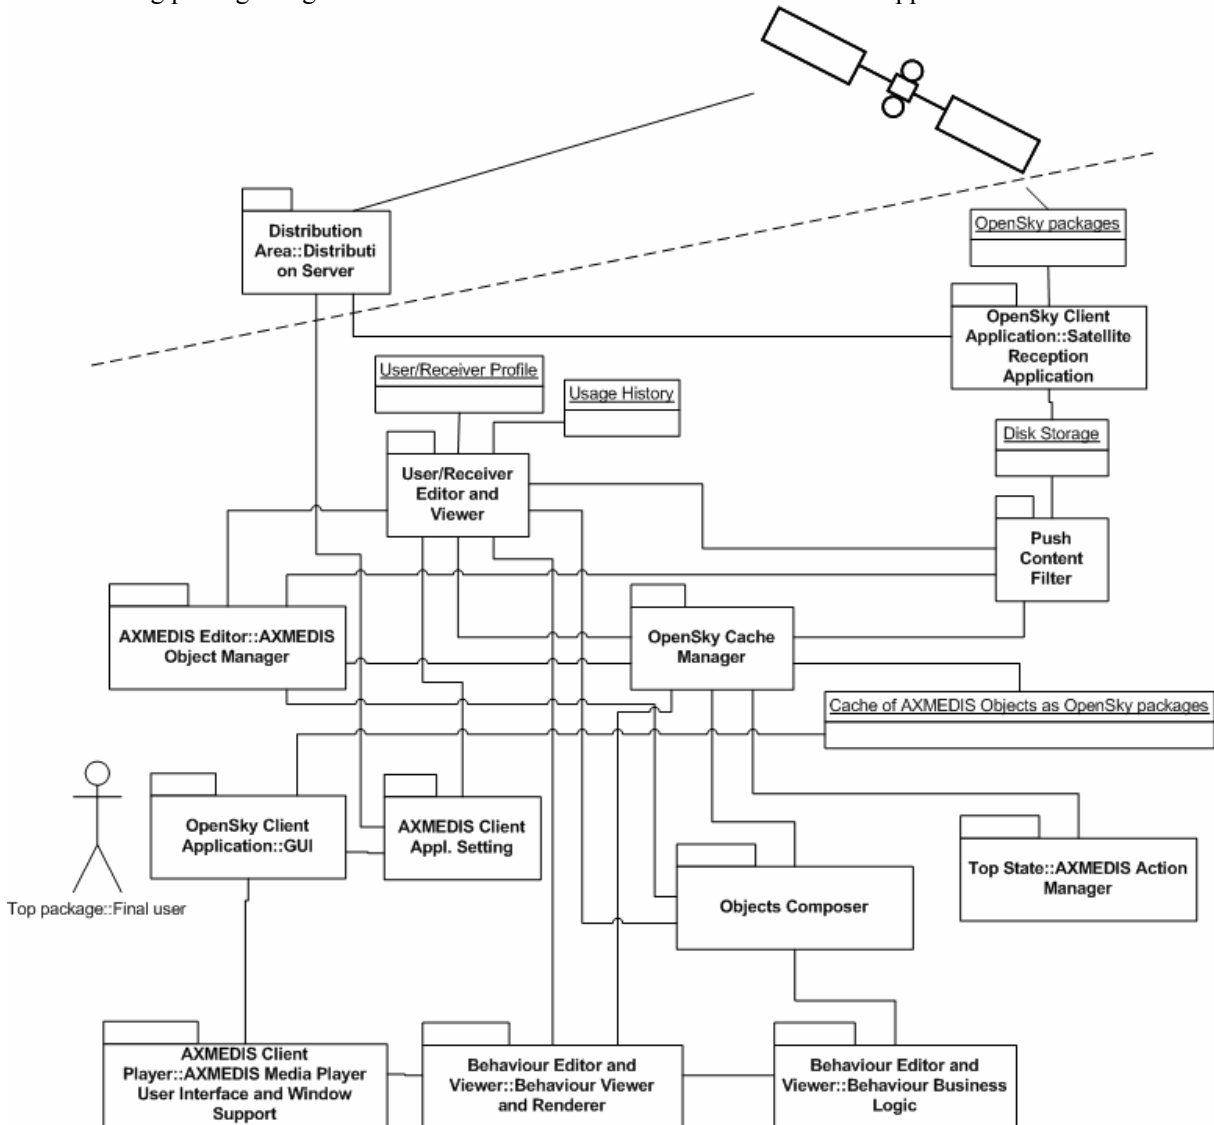 Distribution
Area::Distributi
on Server
OpenSky packages
OpenSky Client
Application::Satellite
Reception
Application
User/Receiver Profile
Usage History
Disk Storage
User/Receiver
Editor and
Viewer
Push
Content
Filter
AXMEDIS Editor::AXMEDIS
Object Manager
OpenSky Cache
Manager
Cache of AXMEDIS Objects as OpenSky packages
OpenSky Client
Application::GUI
AXMEDIS Client
Appl. Setting
Top State::AXMEDIS Action
Manager
Top package::Final user
Objects Composer
AXMEDIS Client
Player::AXMEDIS Media Player
User Interface and Window
Support
Behaviour Editor and
Viewer::Behaviour Viewer
and Renderer
Behaviour Editor and
Viewer::Behaviour Business
Logic